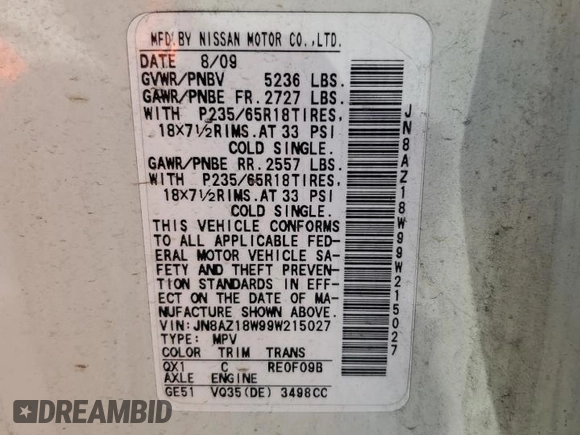 MFD BY NISSAN MOTOR CO.,LTD.
DATE 8/09
GVWR/PNBV 5236 LBS.
GAWR/PNBE FR. 2727 LBS.
WITH P235/65R18TIRES,
18X7½RIMS.AT 33 PSI
COLD SINGLE.
GAWR/PNBE RR. 2557 LBS.
WITH P235/65R18TIRES,
18X7½RIMS.AT 33 PSI
COLD SINGLE.
THIS VEHICLE CONFORMS
TO ALL APPLICABLE FED-
ERAL MOTOR VEHICLE SA-
FETY AND THEFT PREVEN-
TION STANDARDS IN EFF-
ECT ON THE DATE OF MA-
NUFACTURE SHOWN ABOVE.
VIN: JN8AZ18W99W215027
TYPE: MPV
COLOR TRIM TRANS
QX1 C RE0F09B
AXLE ENGINE
GE51 VQ35(DE) 3498CC
JN8AZ18W99W215027
DREAMBID